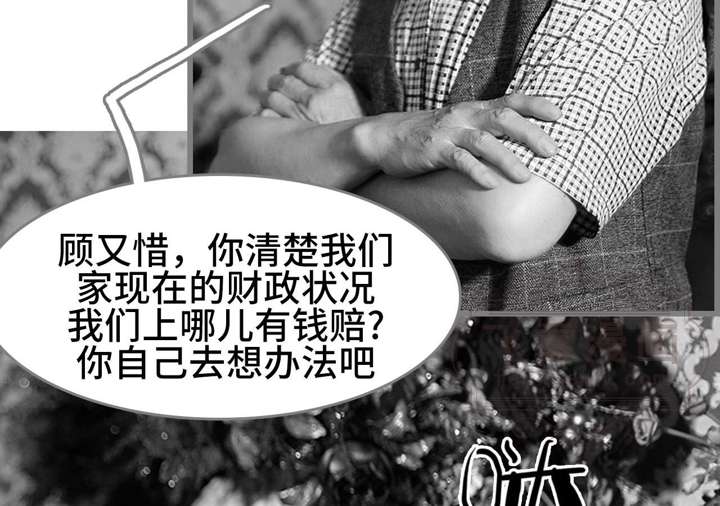 顾又惜，你清楚我们
家现在的财政状况
我们上哪儿有钱赔?
你自己去想办法吧